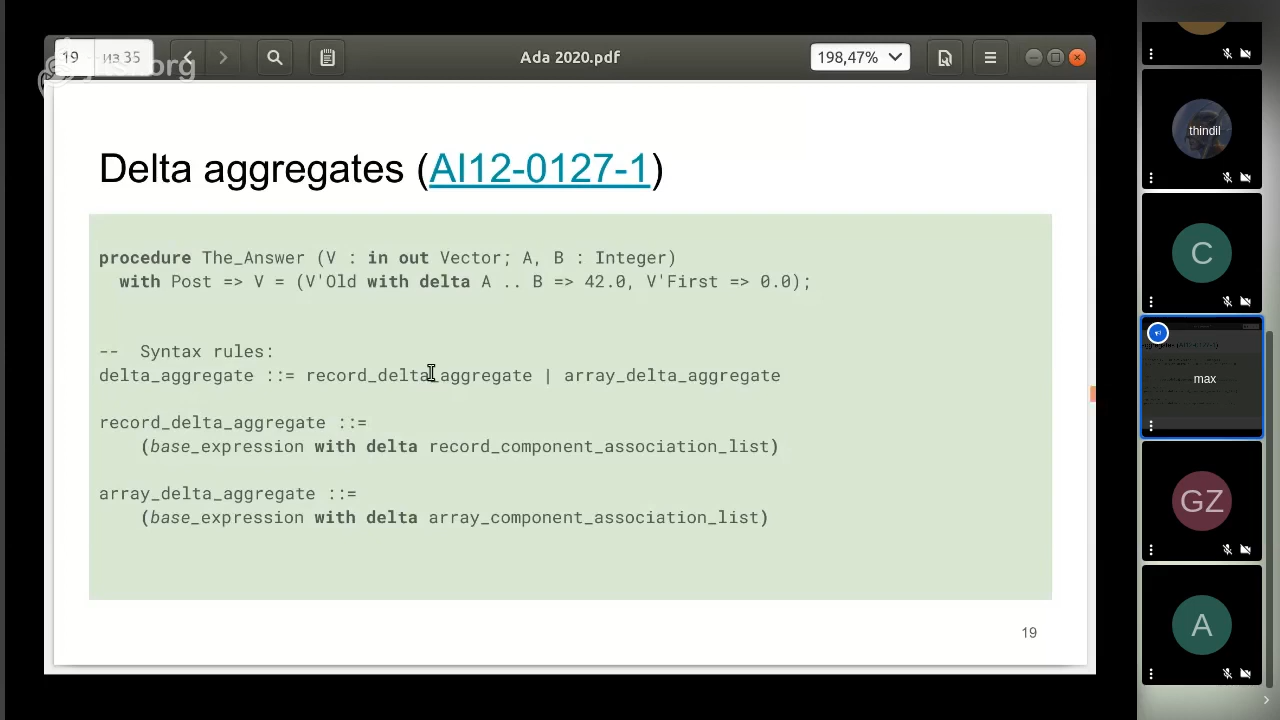 19 из 35
Ada 2020.pdf
198,47%
Delta aggregates (AI12-0127-1)
procedure The_Answer (V : in out Vector; A, B : Integer)
with Post => V = (V'Old with delta A .. B => 42.0, V'First => 0.0);
-- Syntax rules:
delta_aggregate ::= record_delta_aggregate | array_delta_aggregate
record_delta_aggregate ::=
(base_expression with delta record_component_association_list)
array_delta_aggregate ::=
(base_expression with delta array_component_association_list)
19
thindil
C
max
GZ
A